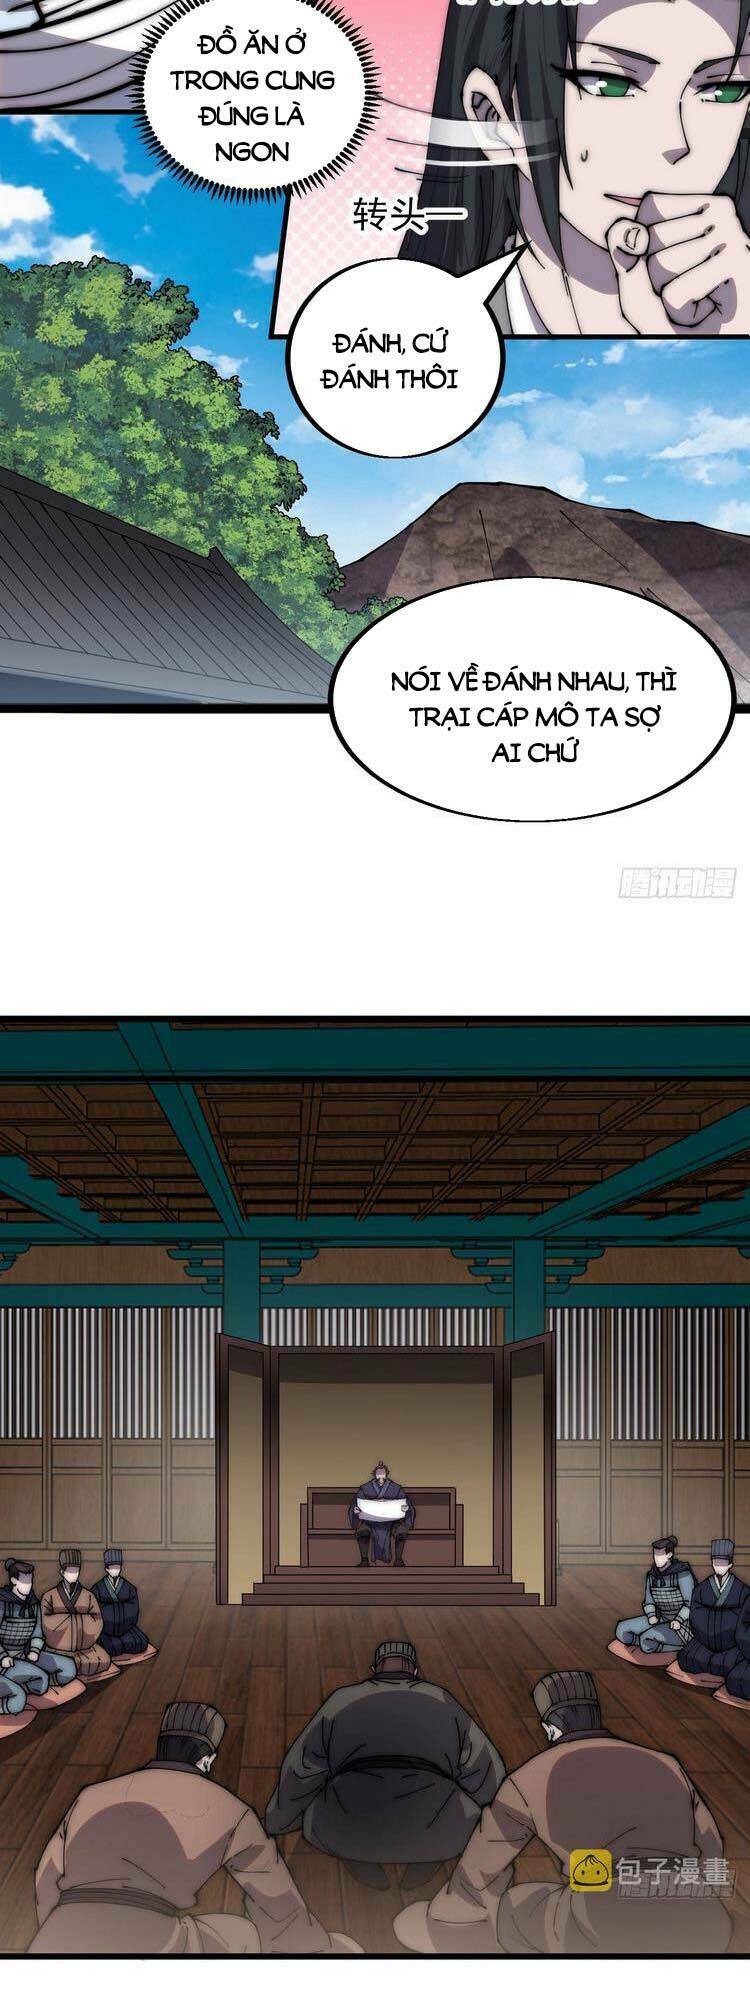 ĐỒ ĂN Ở
TRONG CUNG
ĐÚNG LÀ
NGON
转头一
ĐÁNH, CỨ
ĐÁNH THÔI
NÓI VỀ ĐÁNH NHAU, THÌ
TRẠI CÁP MÔ TA SỢ
AI CHỨ
腾讯动漫
包子漫畫